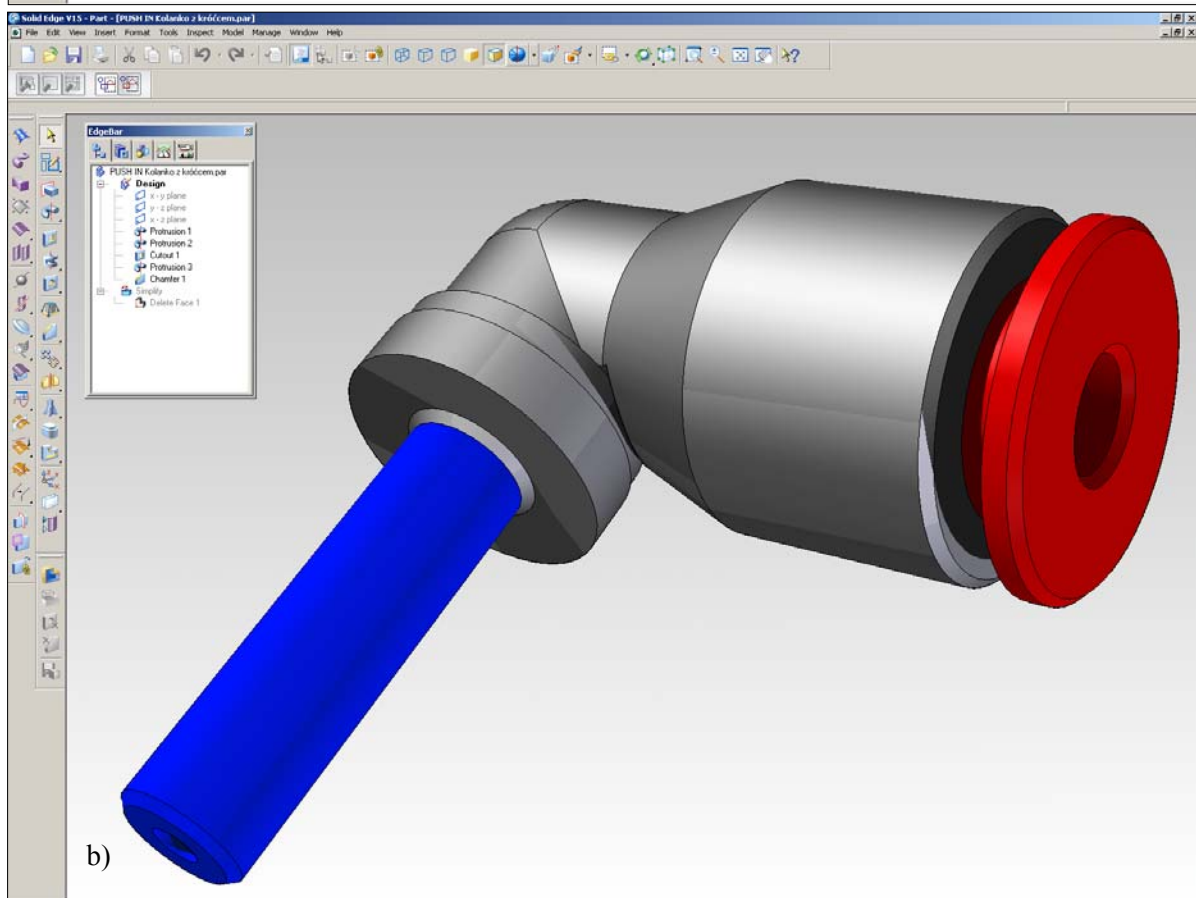 Solid Edge V15 - Part - [PUSH IN Kolanko z króćcem.par]
File Edit View Insert Format Tools Inspect Model Manage Window Help
EdgeBar
PUSH IN Kolanko z króćcem.par
Design
x - y plane
y - z plane
x - z plane
Protrusion 1
Protrusion 2
Cutout 1
Protrusion 3
Chamfer 1
Simplify
Delete Face 1
b)